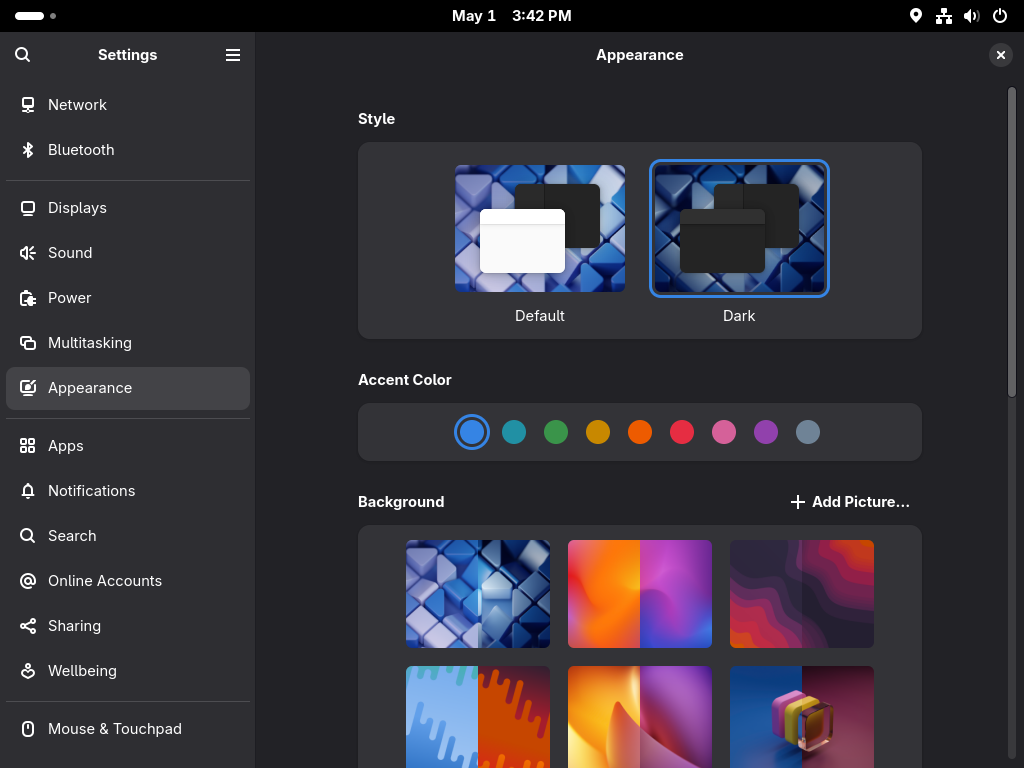 May 1 3:42 PM
Settings
Appearance
Network
Bluetooth
Displays
Sound
Power
Multitasking
Appearance
Apps
Notifications
Search
Online Accounts
Sharing
Wellbeing
Mouse & Touchpad
Style
Default
Dark
Accent Color
Background
Add Picture...